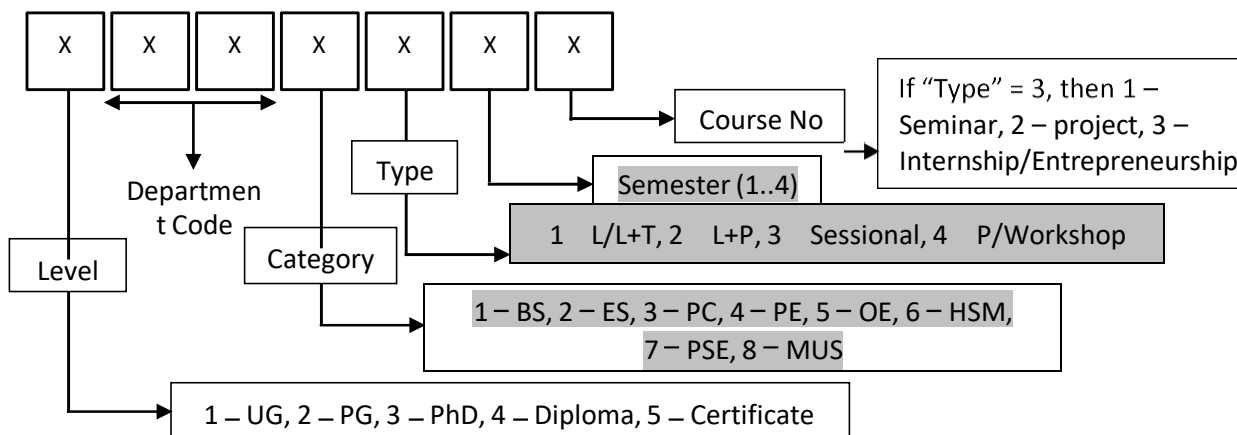 X X X X X X X
If “Type” = 3, then 1 –
Seminar, 2 – project, 3 –
Internship/Entrepreneurship
Course No
Type
Semester (1..4)
Departmen
t Code
1 L/L+T, 2 L+P, 3 Sessional, 4 P/Workshop
Level
Category
1 – BS, 2 – ES, 3 – PC, 4 – PE, 5 – OE, 6 – HSM,
7 – PSE, 8 – MUS
1 – UG, 2 – PG, 3 – PhD, 4 – Diploma, 5 – Certificate